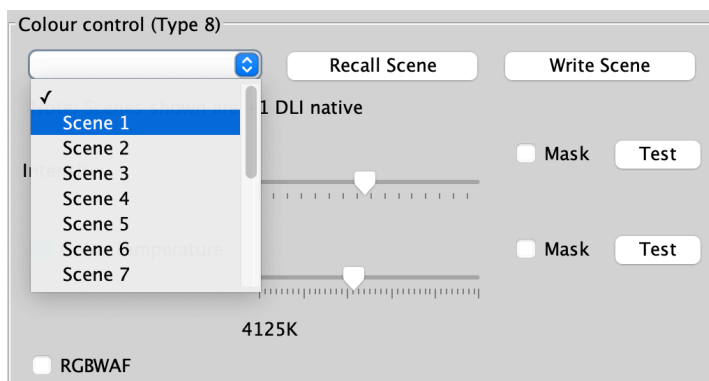 Colour control (Type 8)
Recall Scene
Write Scene
✓
1 DLI native
Scene 1
Scene 2
Mask
Test
Scene 3
Scene 4
Scene 5
Scene 6
Mask
Test
Scene 7
4125K
RGBWAF